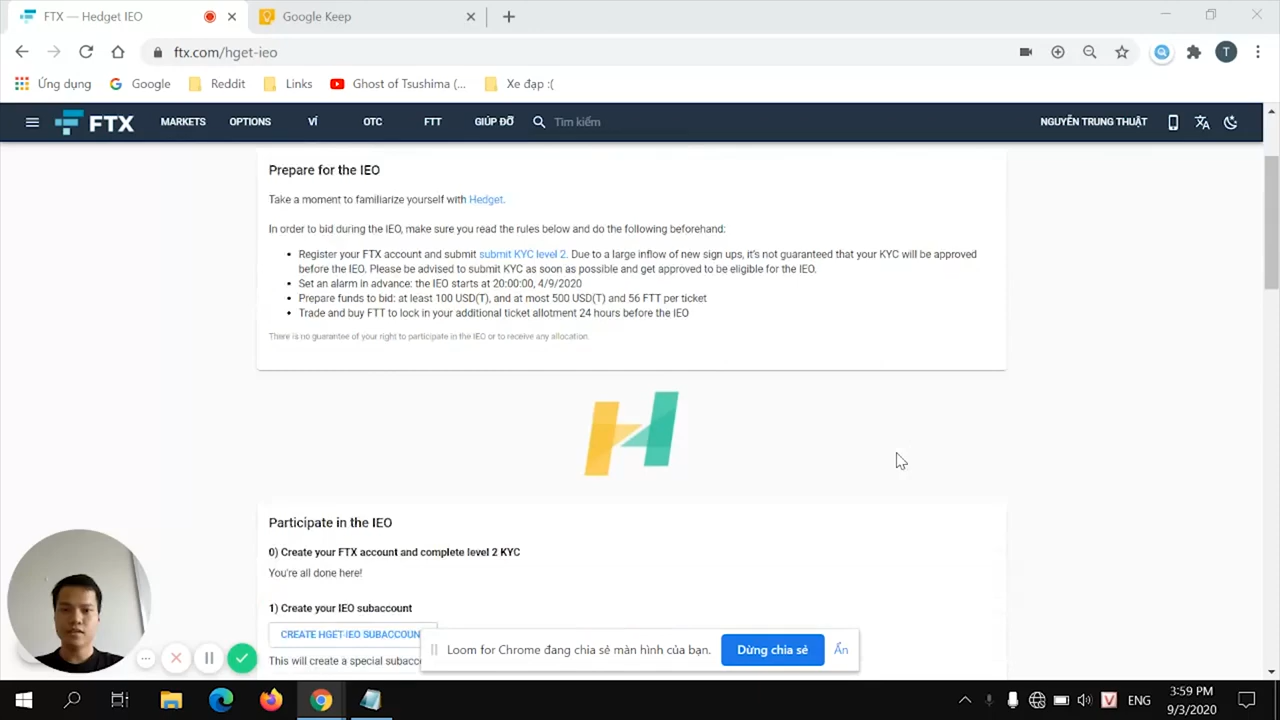 FTX — Hedget IEO
Google Keep
ftx.com/hget-ieo
T
Ứng dụng
Google
Reddit
Links
Ghost of Tsushima (...
Xe đạp :(
FTX
MARKETS
OPTIONS
VÍ
OTC
FTT
GIÚP ĐỠ
Tìm kiếm
NGUYỄN TRUNG THUẬT
Prepare for the IEO
Take a moment to familiarize yourself with Hedget.
In order to bid during the IEO, make sure you read the rules below and do the following beforehand:
Register your FTX account and submit submit KYC level 2. Due to a large inflow of new sign ups, it's not guaranteed that your KYC will be approved
before the IEO. Please be advised to submit KYC as soon as possible and get approved to be eligible for the IEO.
Set an alarm in advance: the IEO starts at 20:00:00, 4/9/2020
Prepare funds to bid: at least 100 USD(T), and at most 500 USD(T) and 56 FTT per ticket
Trade and buy FTT to lock in your additional ticket allotment 24 hours before the IEO
There is no guarantee of your right to participate in the IEO or to receive any allocation.
Participate in the IEO
0) Create your FTX account and complete level 2 KYC
You're all done here!
1) Create your IEO subaccount
CREATE HGET-IEO SUBACCOUN
This will create a special subacc
Loom for Chrome đang chia sẻ màn hình của bạn.
Dừng chia sẻ
Ẩn
V
ENG
3:59 PM
9/3/2020